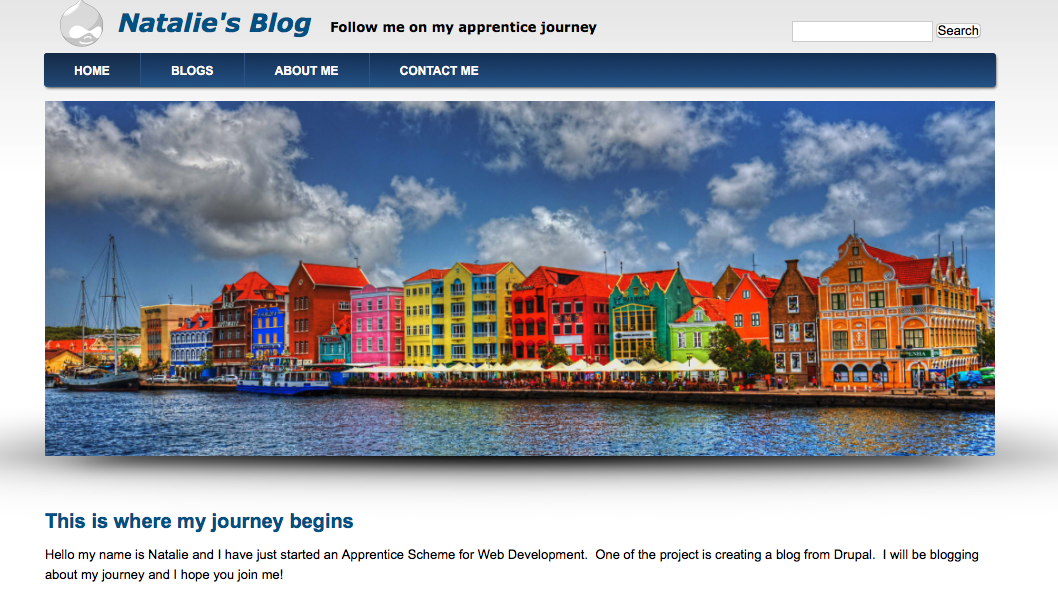 Natalie's Blog Follow me on my apprentice journey
Search
HOME BLOGS ABOUT ME CONTACT ME
PENHA
This is where my journey begins
Hello my name is Natalie and I have just started an Apprentice Scheme for Web Development.  One of the project is creating a blog from Drupal.  I will be blogging
about my journey and I hope you join me!